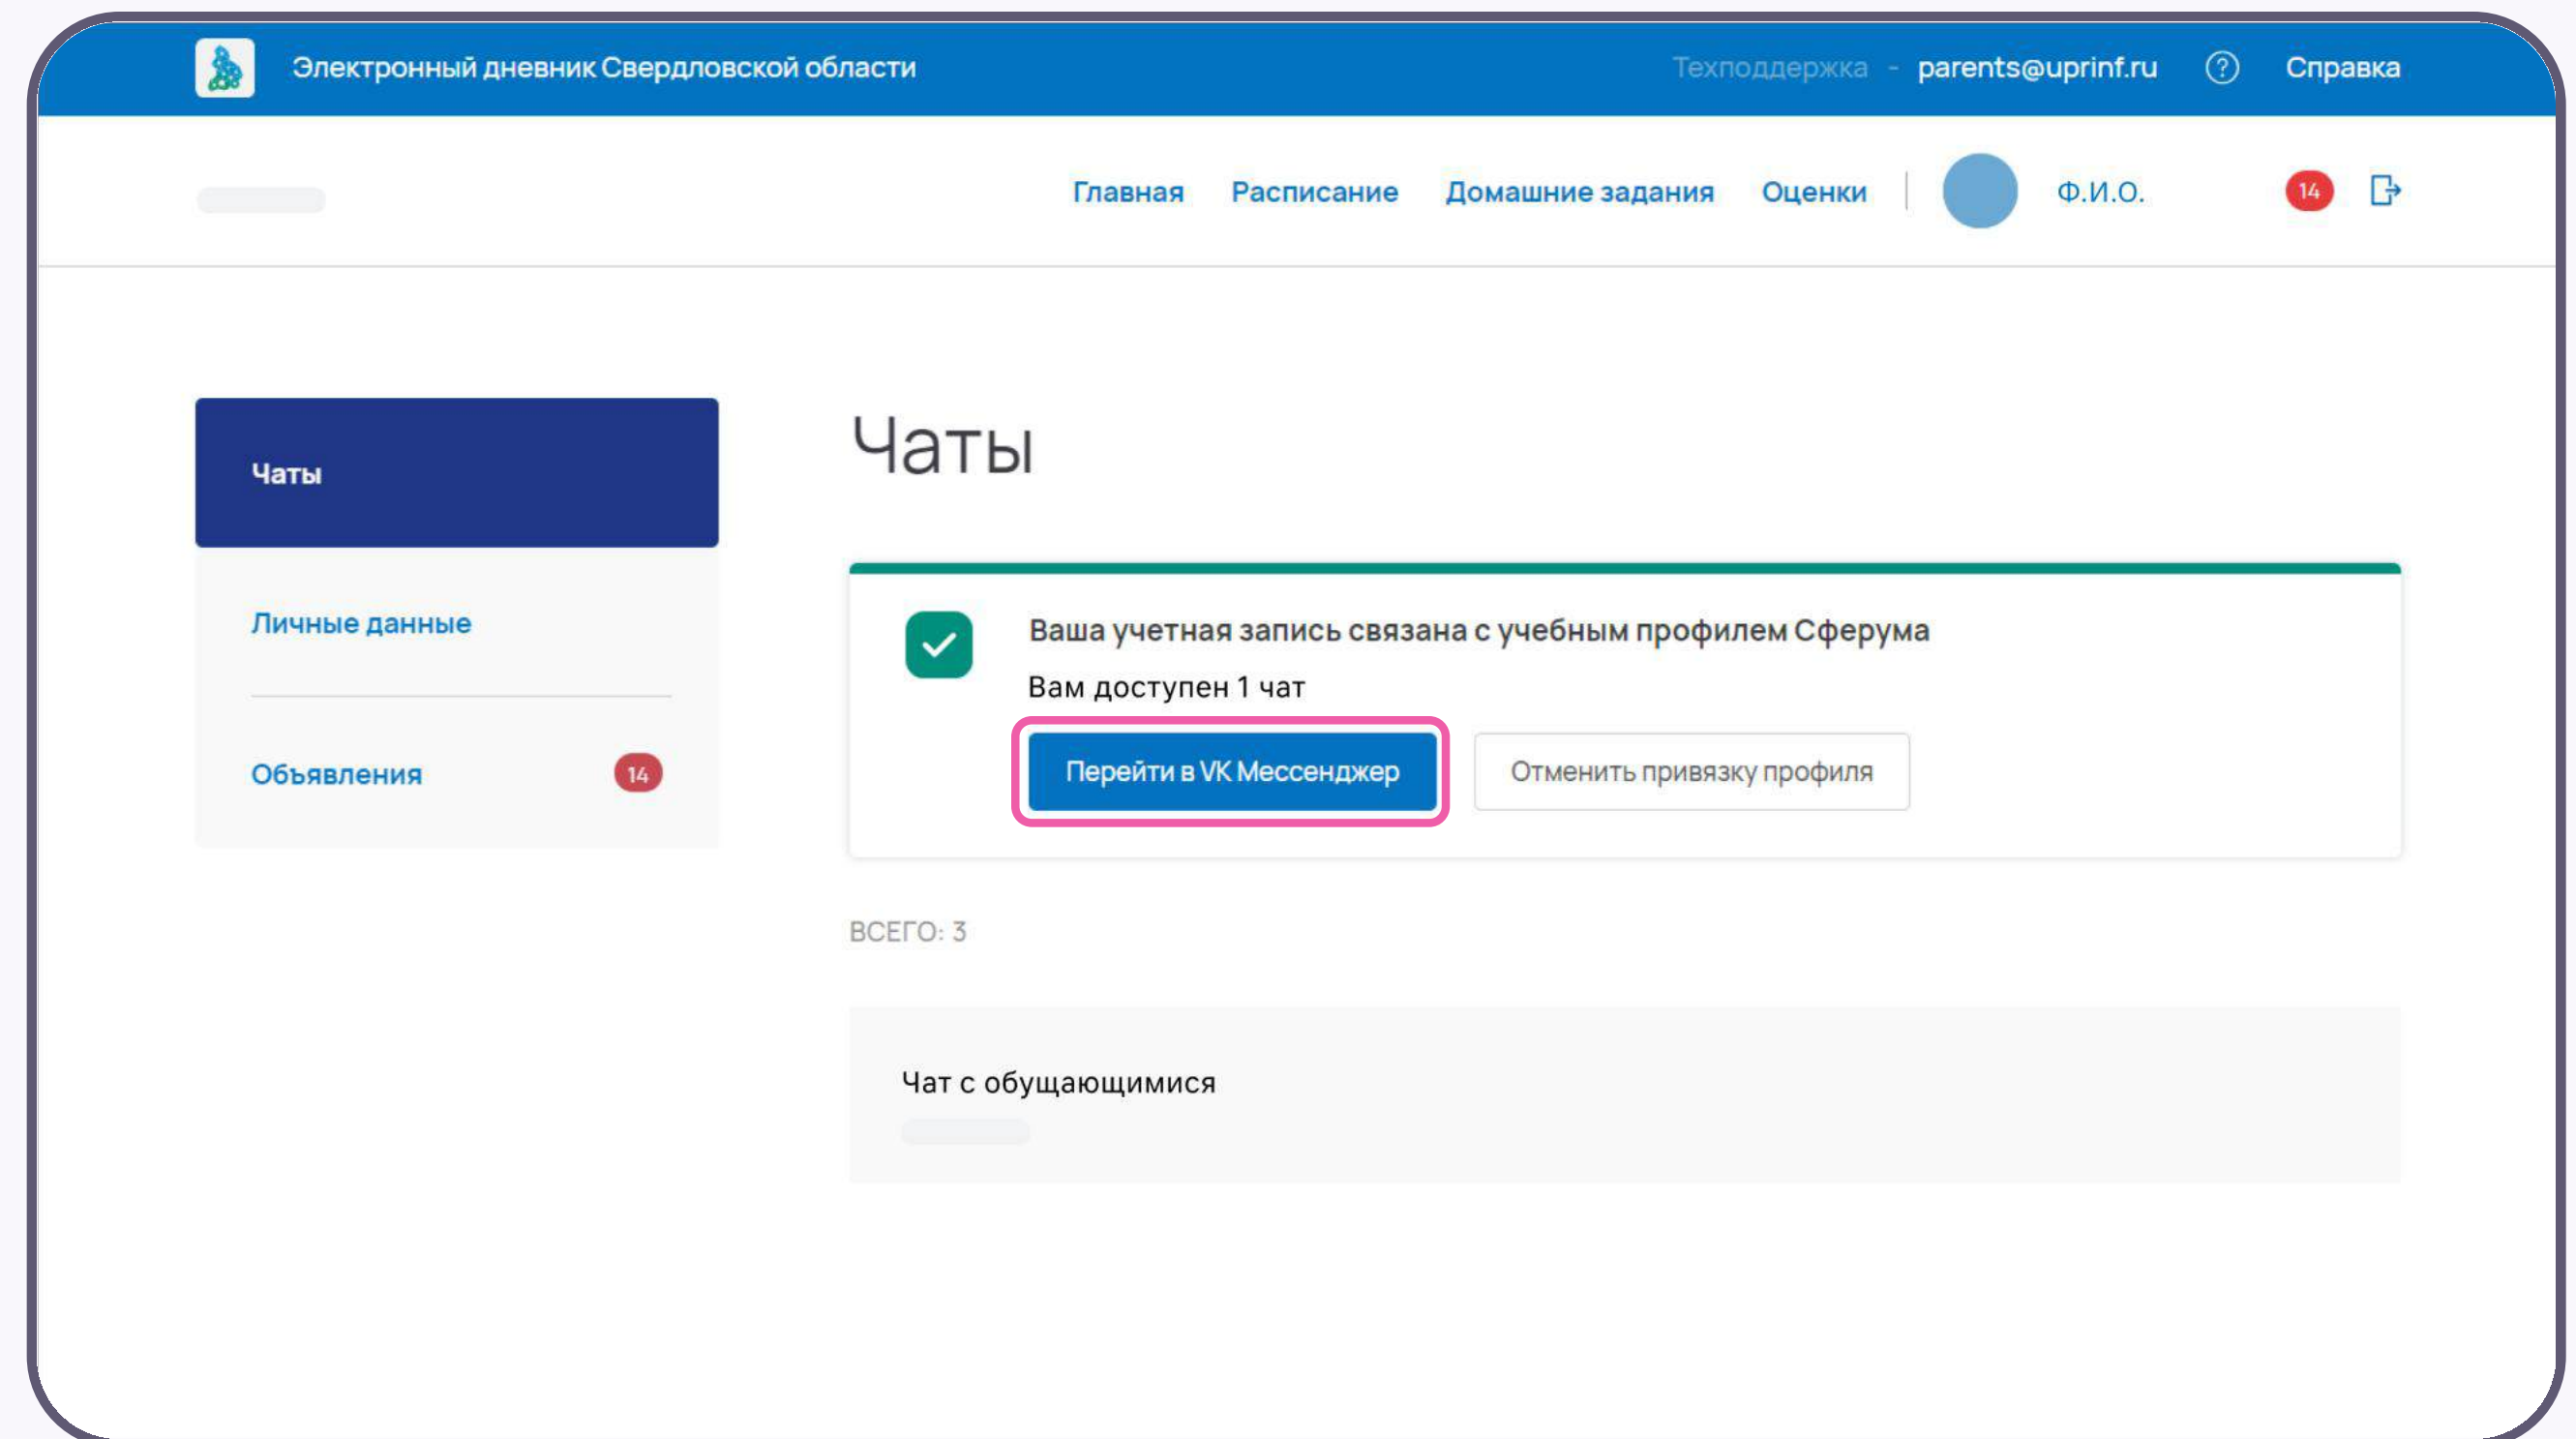 Электронный дневник Свердловской области
Техподдержка - parents@uprinf.ru ? Справка
Главная Расписание Домашние задания Оценки Ф.И.О. 14
Чаты
Личные данные
Объявления 14
Чаты
Ваша учетная запись связана с учебным профилем Сферума
Вам доступен 1 чат
Перейти в VK Мессенджер Отменить привязку профиля
ВСЕГО: 3
Чат с обущающимися